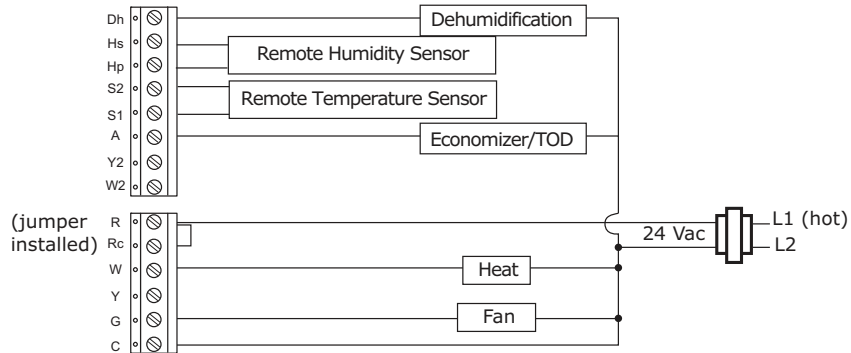 Dh
Dehumidification
Hs
Remote Humidity Sensor
Hp
S2
Remote Temperature Sensor
S1
A
Economizer/TOD
Y2
W2
(jumper
installed)
R
L1 (hot)
24 Vac
Rc
L2
W
Heat
Y
G
Fan
C